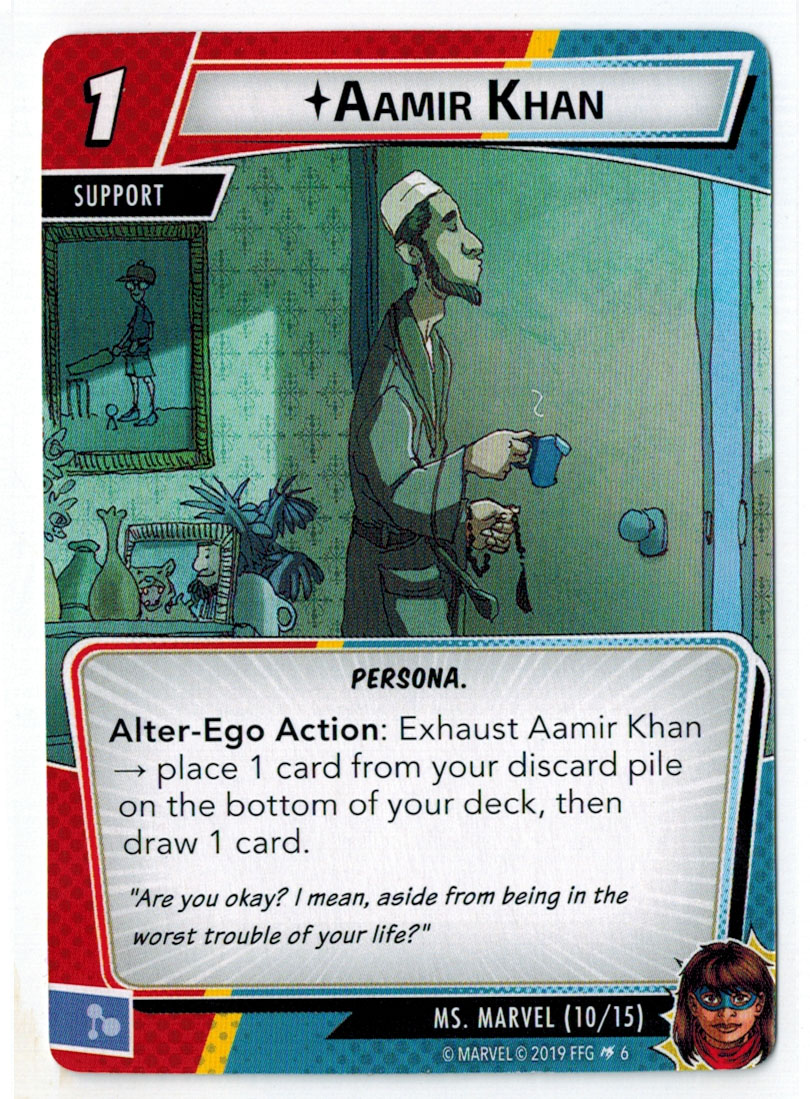 1
AAMIR KHAN
SUPPORT
PERSONA.
Alter-Ego Action: Exhaust Aamir Khan
→ place 1 card from your discard pile
on the bottom of your deck, then
draw 1 card.
"Are you okay? I mean, aside from being in the
worst trouble of your life?"
MS. MARVEL (10/15)
© MARVEL © 2019 FFG 6